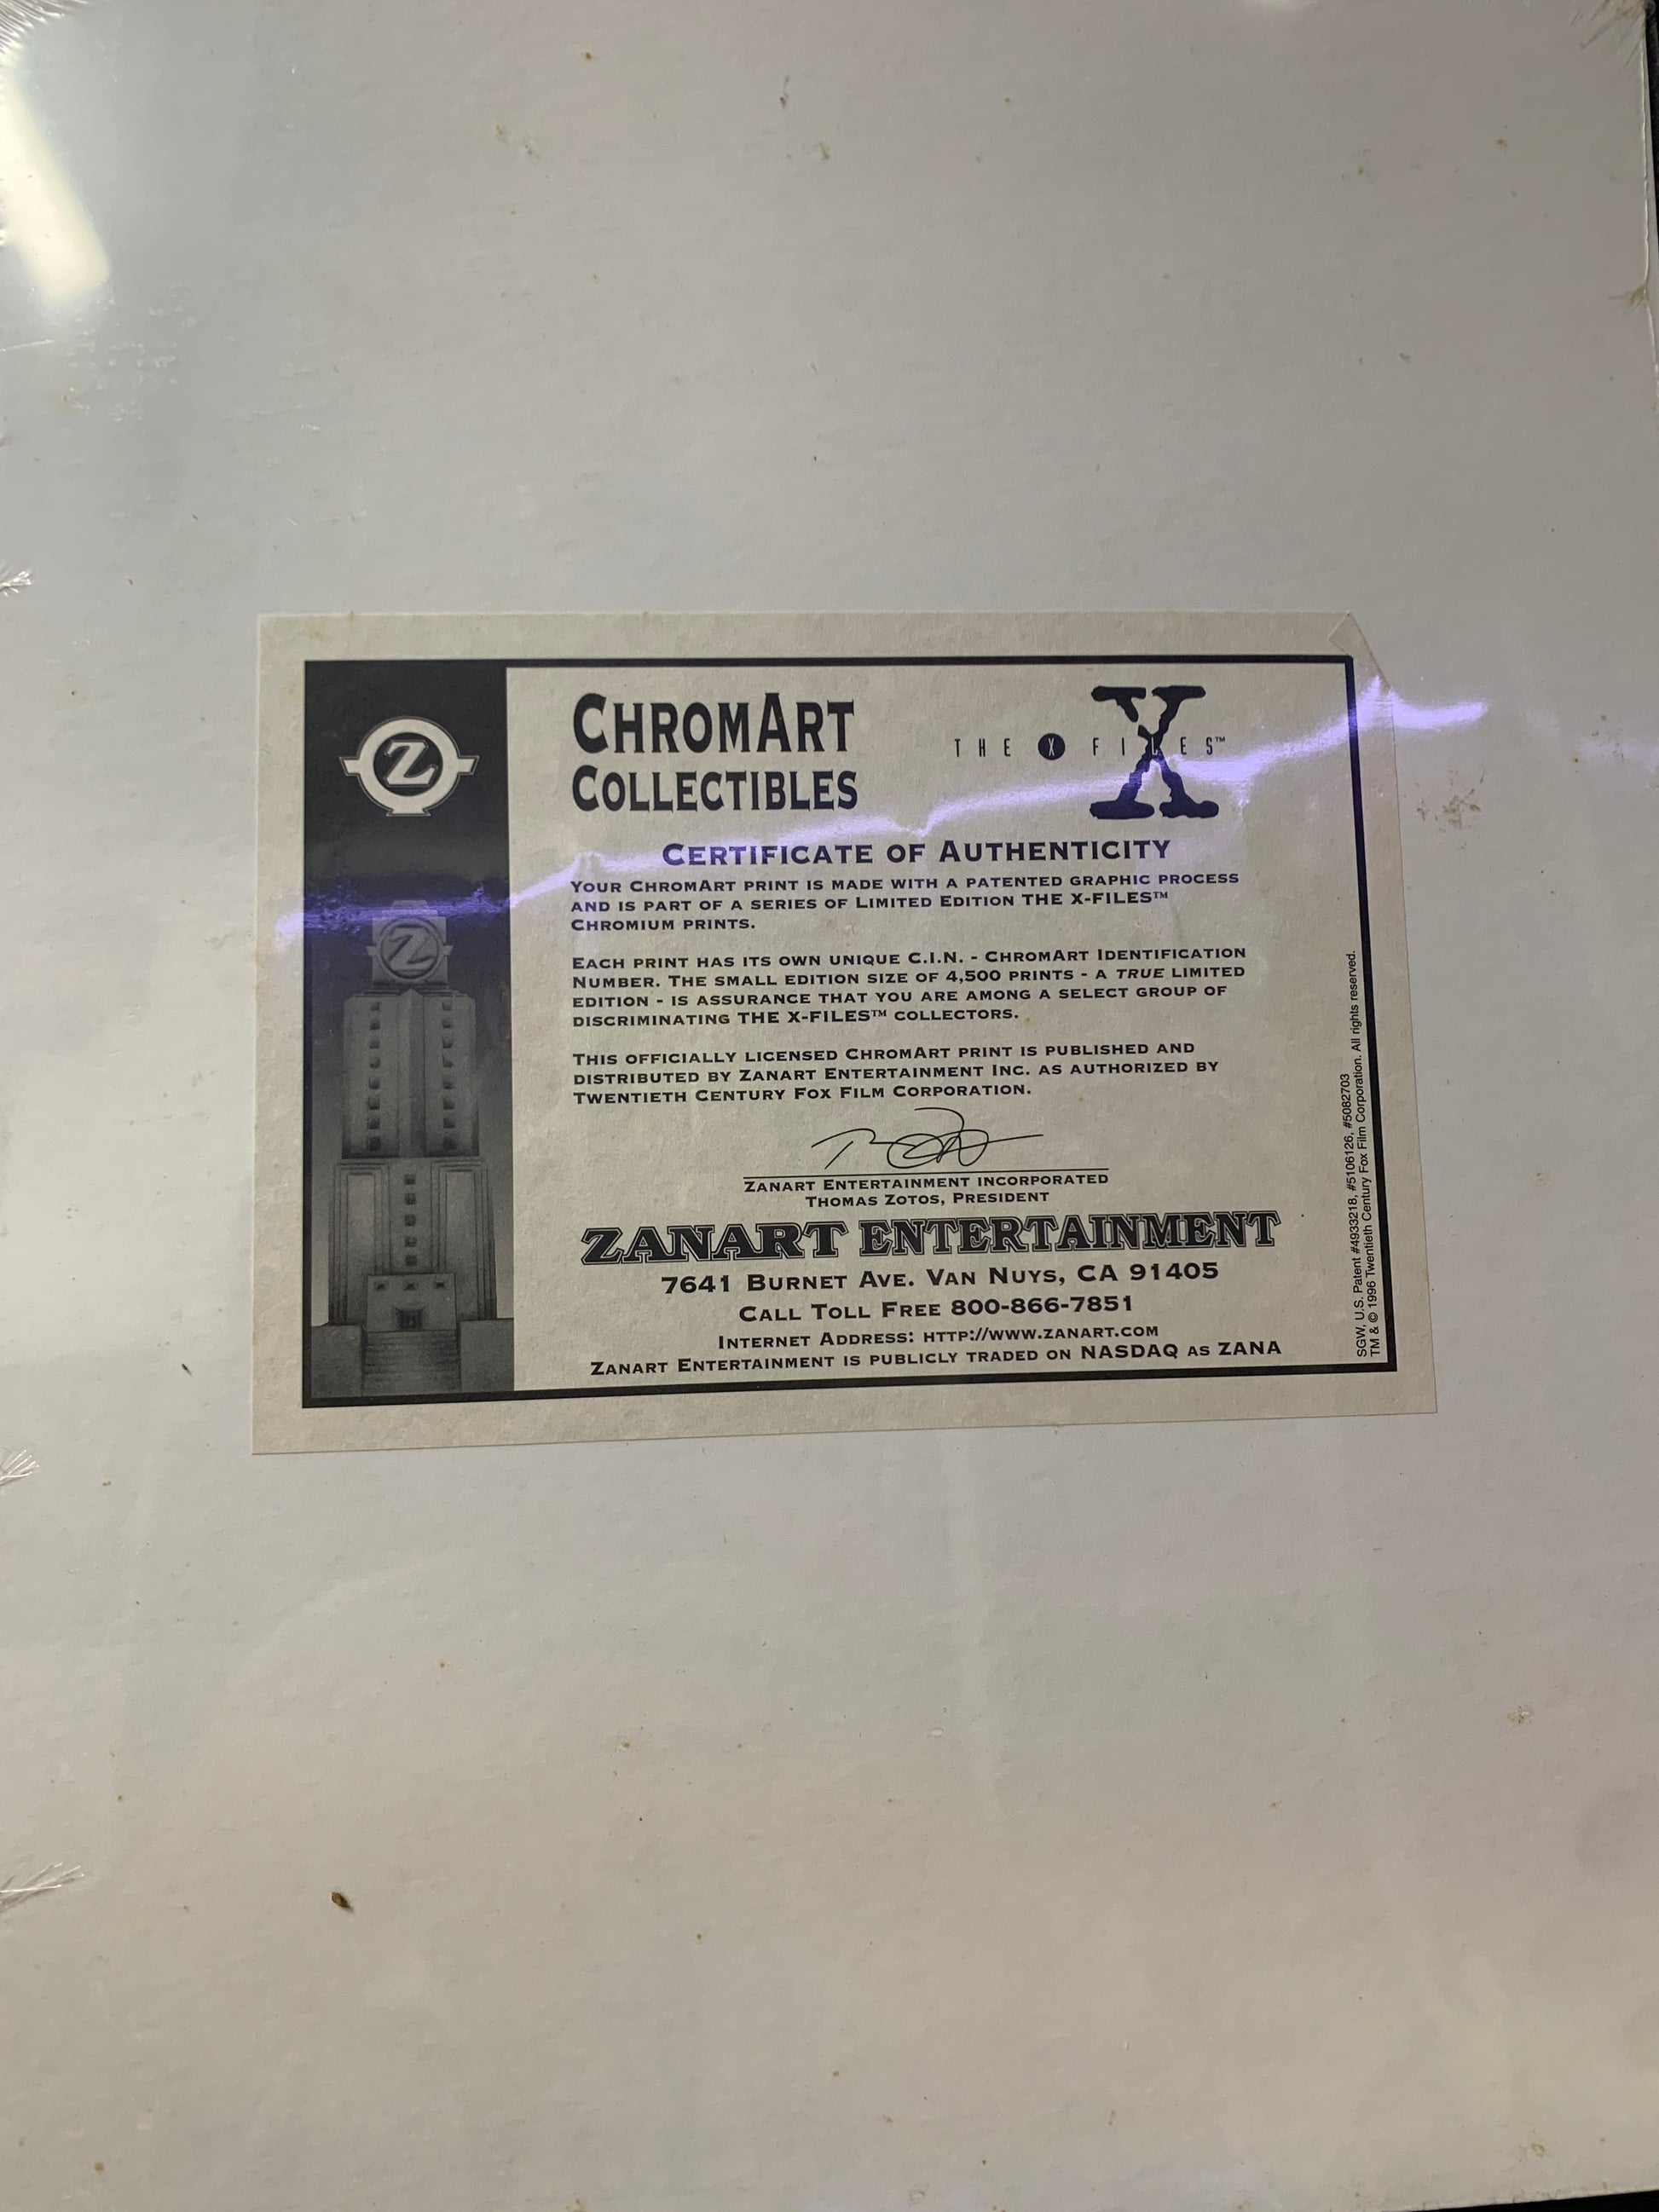 Z
CHROMART
COLLECTIBLES
THE X FILES™
X
CERTIFICATE OF AUTHENTICITY
YOUR CHROMART PRINT IS MADE WITH A PATENTED GRAPHIC PROCESS
AND IS PART OF A SERIES OF LIMITED EDITION THE X-FILES™
CHROMIUM PRINTS.
EACH PRINT HAS ITS OWN UNIQUE C.I.N. - CHROMART IDENTIFICATION
NUMBER. THE SMALL EDITION SIZE OF 4,500 PRINTS - A TRUE LIMITED
EDITION - IS ASSURANCE THAT YOU ARE AMONG A SELECT GROUP OF
DISCRIMINATING THE X-FILES™ COLLECTORS.
THIS OFFICIALLY LICENSED CHROMART PRINT IS PUBLISHED AND
DISTRIBUTED BY ZANART ENTERTAINMENT INC. AS AUTHORIZED BY
TWENTIETH CENTURY FOX FILM CORPORATION.
ZANART ENTERTAINMENT INCORPORATED
THOMAS ZOTOS, PRESIDENT
ZANART ENTERTAINMENT
7641 BURNET AVE. VAN NUYS, CA 91405
CALL TOLL FREE 800-866-7851
INTERNET ADDRESS: HTTP://WWW.ZANART.COM
ZANART ENTERTAINMENT IS PUBLICLY TRADED ON NASDAQ AS ZANA
Z
SGW, U.S. Patent #4933218, #5106126, #5082703
TM & © 1996 Twentieth Century Fox Film Corporation. All rights reserved.